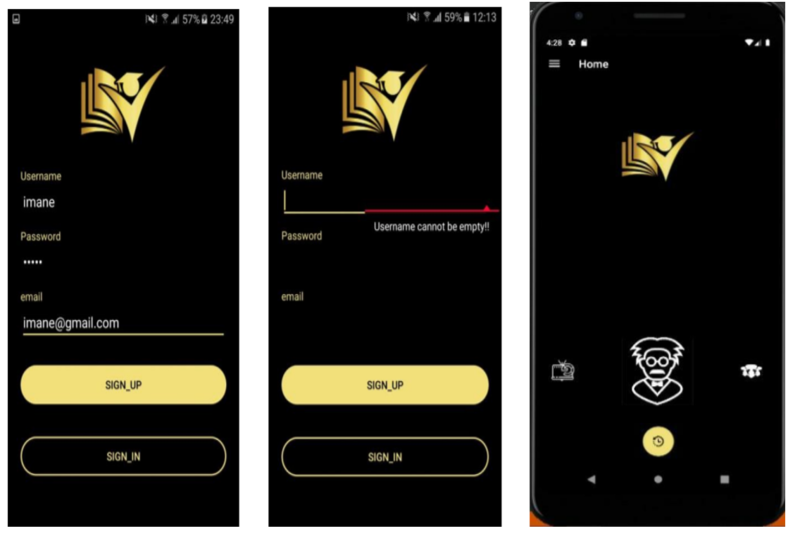 57% 23:49
Username
imane
Password
•••••
email
imane@gmail.com
SIGN_UP
SIGN_IN
59% 12:13
Username
Username cannot be empty!!
Password
email
SIGN_UP
SIGN_IN
4:28
Home